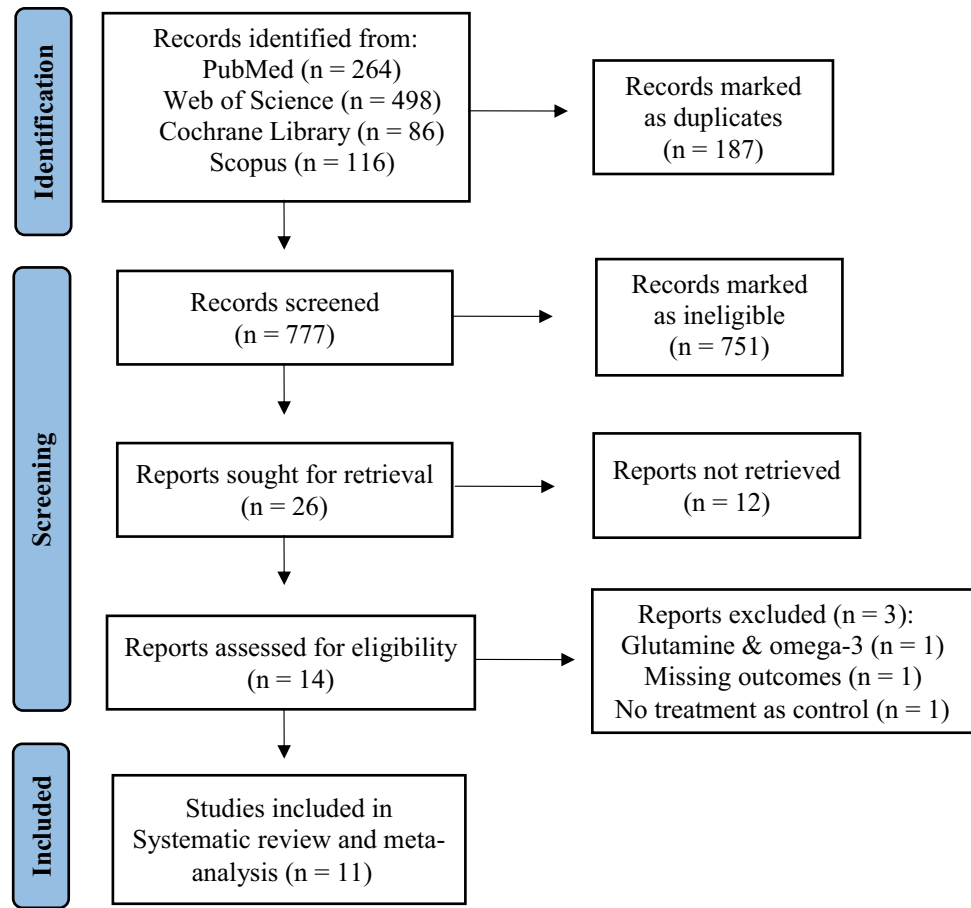 Identification
Records identified from:
PubMed (n = 264)
Web of Science (n = 498)
Cochrane Library (n = 86)
Scopus (n = 116)
Records marked
as duplicates
(n = 187)
Screening
Records screened
(n = 777)
Records marked
as ineligible
(n = 751)
Reports sought for retrieval
(n = 26)
Reports not retrieved
(n = 12)
Reports assessed for eligibility
(n = 14)
Reports excluded (n = 3):
Glutamine & omega-3 (n = 1)
Missing outcomes (n = 1)
No treatment as control (n = 1)
Included
Studies included in
Systematic review and meta-
analysis (n = 11)